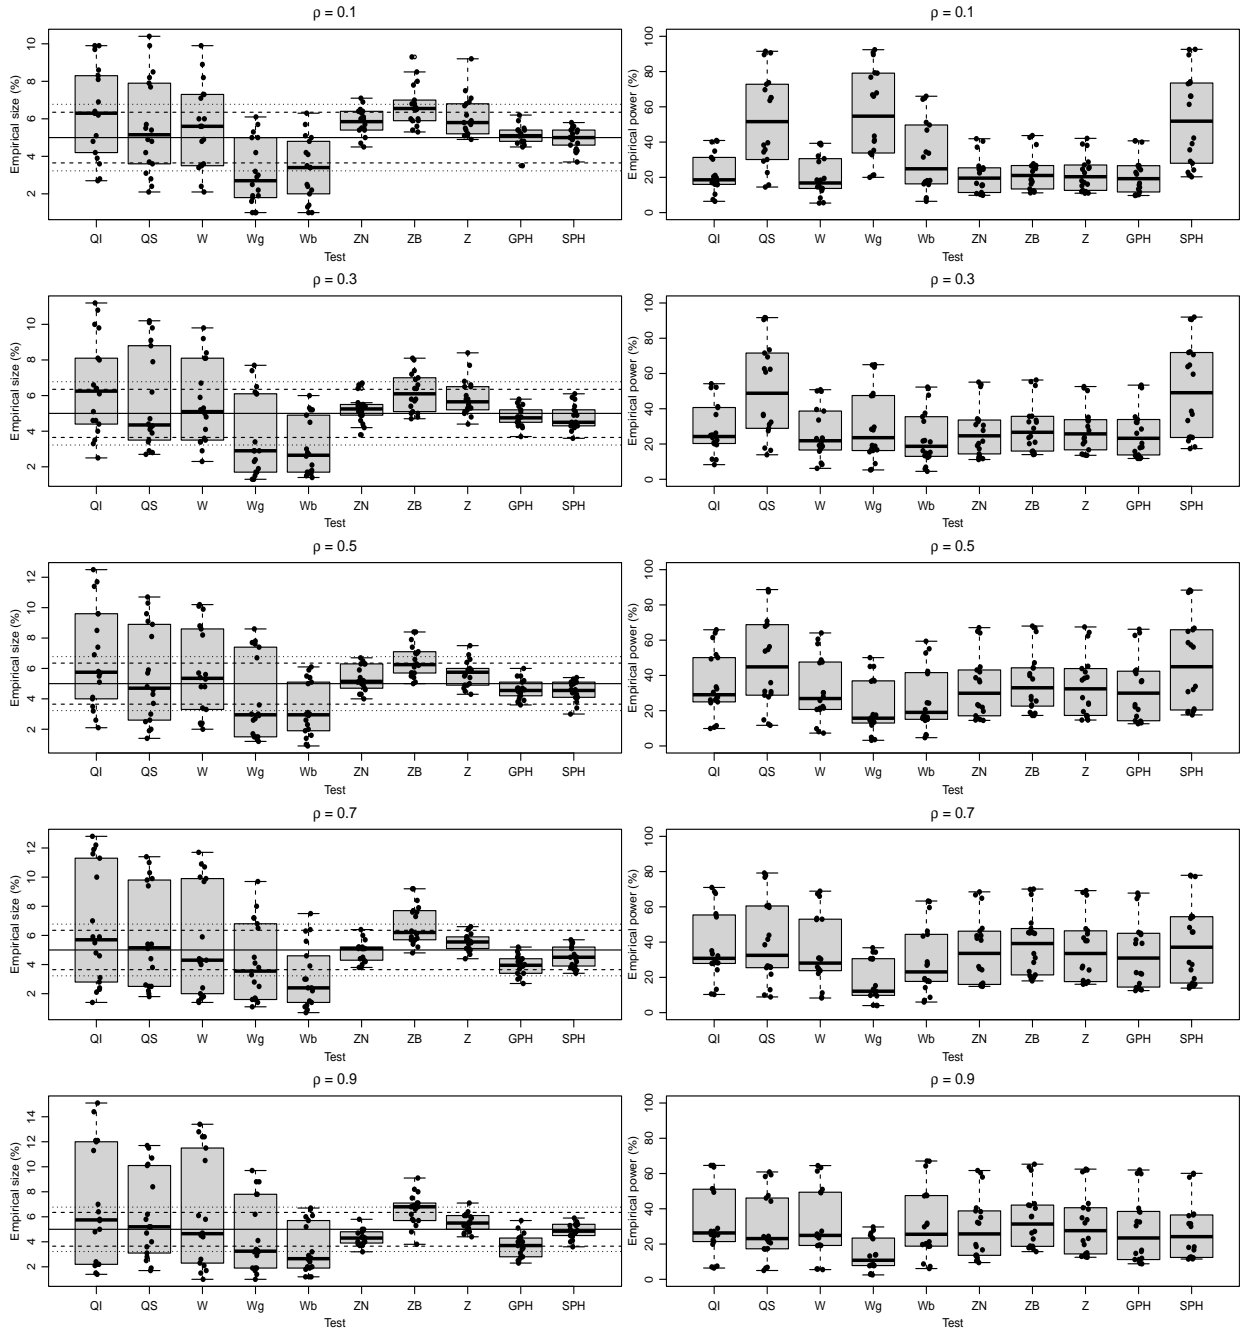 ρ = 0.1
Empirical size (%)
2 4 6 8 10
QI QS W Wg Wb ZN ZB Z GPH SPH
Test
ρ = 0.1
Empirical power (%)
0 20 40 60 80 100
QI QS W Wg Wb ZN ZB Z GPH SPH
Test
ρ = 0.3
Empirical size (%)
2 4 6 8 10
QI QS W Wg Wb ZN ZB Z GPH SPH
Test
ρ = 0.3
Empirical power (%)
0 20 40 60 80 100
QI QS W Wg Wb ZN ZB Z GPH SPH
Test
ρ = 0.5
Empirical size (%)
2 4 6 8 10 12
QI QS W Wg Wb ZN ZB Z GPH SPH
Test
ρ = 0.5
Empirical power (%)
0 20 40 60 80 100
QI QS W Wg Wb ZN ZB Z GPH SPH
Test
ρ = 0.7
Empirical size (%)
2 4 6 8 10 12
QI QS W Wg Wb ZN ZB Z GPH SPH
Test
ρ = 0.7
Empirical power (%)
0 20 40 60 80 100
QI QS W Wg Wb ZN ZB Z GPH SPH
Test
ρ = 0.9
Empirical size (%)
2 4 6 8 10 12 14
QI QS W Wg Wb ZN ZB Z GPH SPH
Test
ρ = 0.9
Empirical power (%)
0 20 40 60 80 100
QI QS W Wg Wb ZN ZB Z GPH SPH
Test